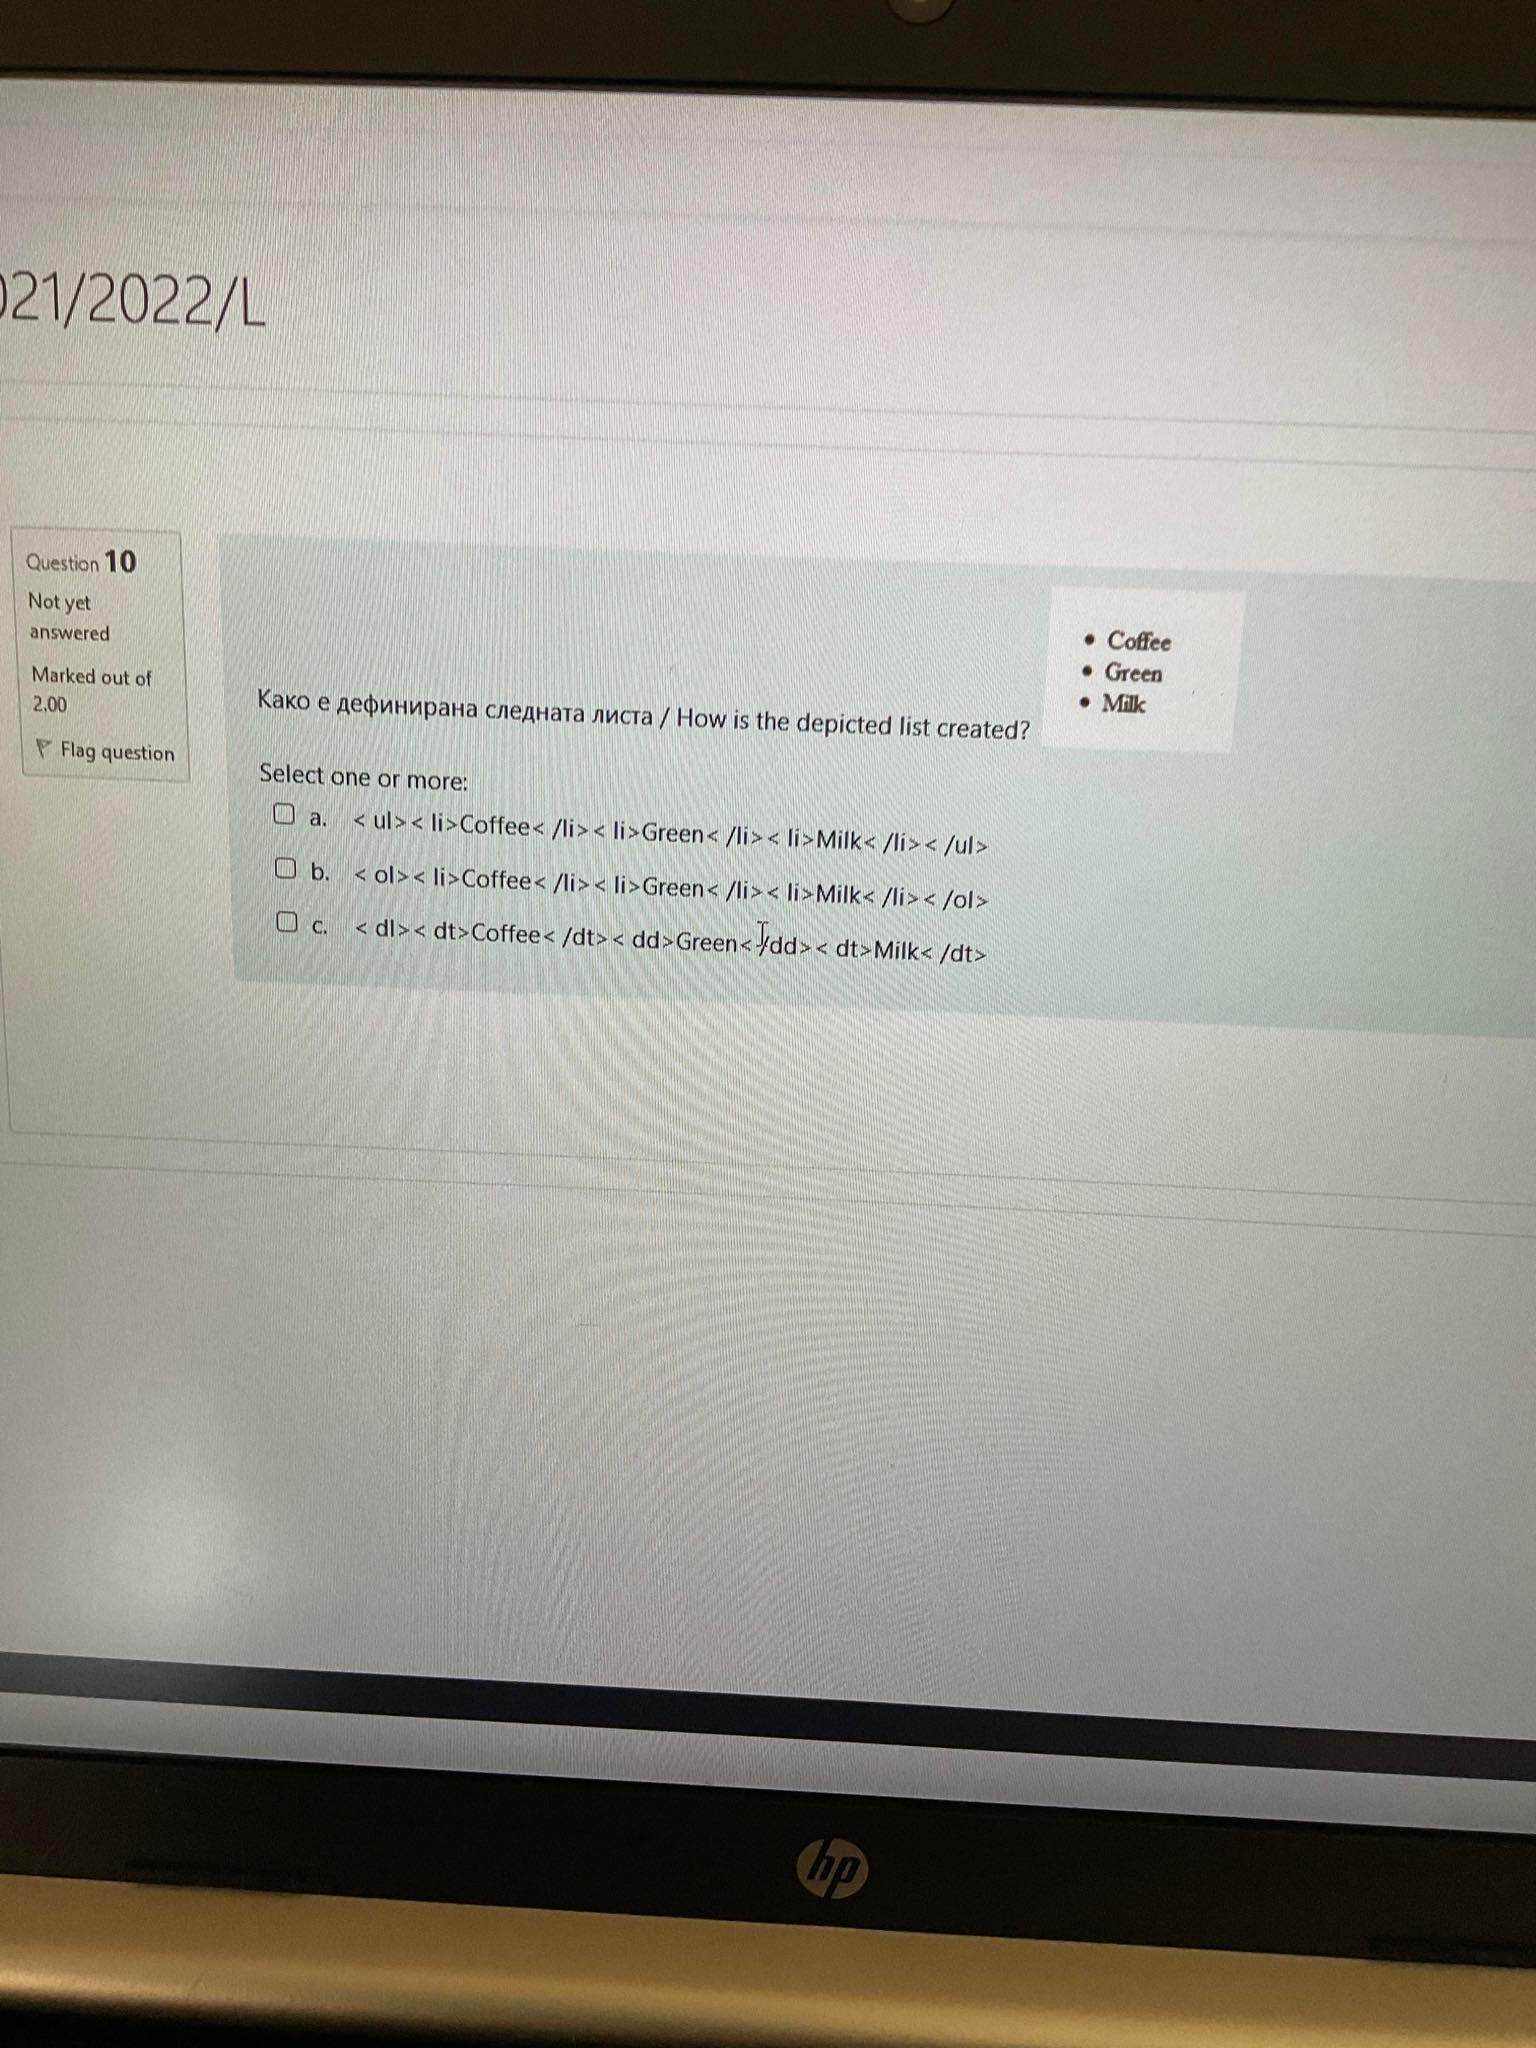 021/2022/L
Question 10
Not yet
answered
Marked out of
2.00
Flag question
Како е дефинирана следната листа / How is the depicted list created?
• Coffee
• Green
• Milk
Select one or more:
a. < ul>< li>Coffee< /li>< li>Green< /li>< li>Milk< /li>< /ul>
b. < ol>< li>Coffee< /li>< li>Green< /li>< li>Milk< /li>< /ol>
c. < dl>< dt>Coffee< /dt>< dd>Green< /dd>< dt>Milk< /dt>
hp